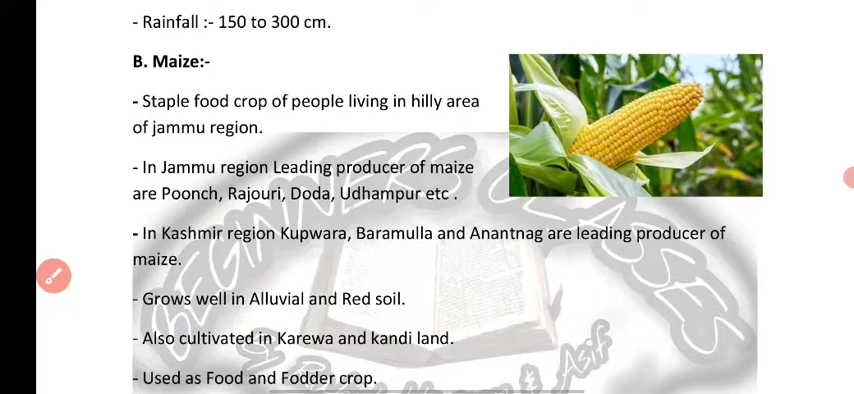 - Rainfall :- 150 to 300 cm.
B. Maize:-
- Staple food crop of people living in hilly area
of jammu region.
- In Jammu region Leading producer of maize
are Poonch, Rajouri, Doda, Udhampur etc .
- In Kashmir region Kupwara, Baramulla and Anantnag are leading producer of
maize.
- Grows well in Alluvial and Red soil.
- Also cultivated in Karewa and kandi land.
- Used as Food and Fodder crop.
BEGINNERS CLASSES
& Asif